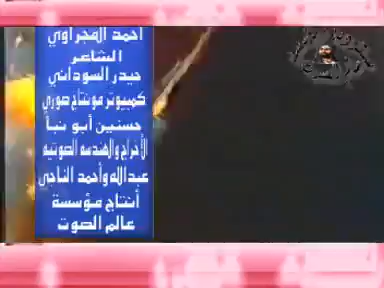 احمد الامجراوي
الشاعر
حيدر السوداني
كمبيوتر مونتاج صوري
حسنين أبو نبأ
الأخراج والهندسه الصوتيه
عبدالله وأحمد الناجي
أنتاج مؤسسة
عالم الصوت